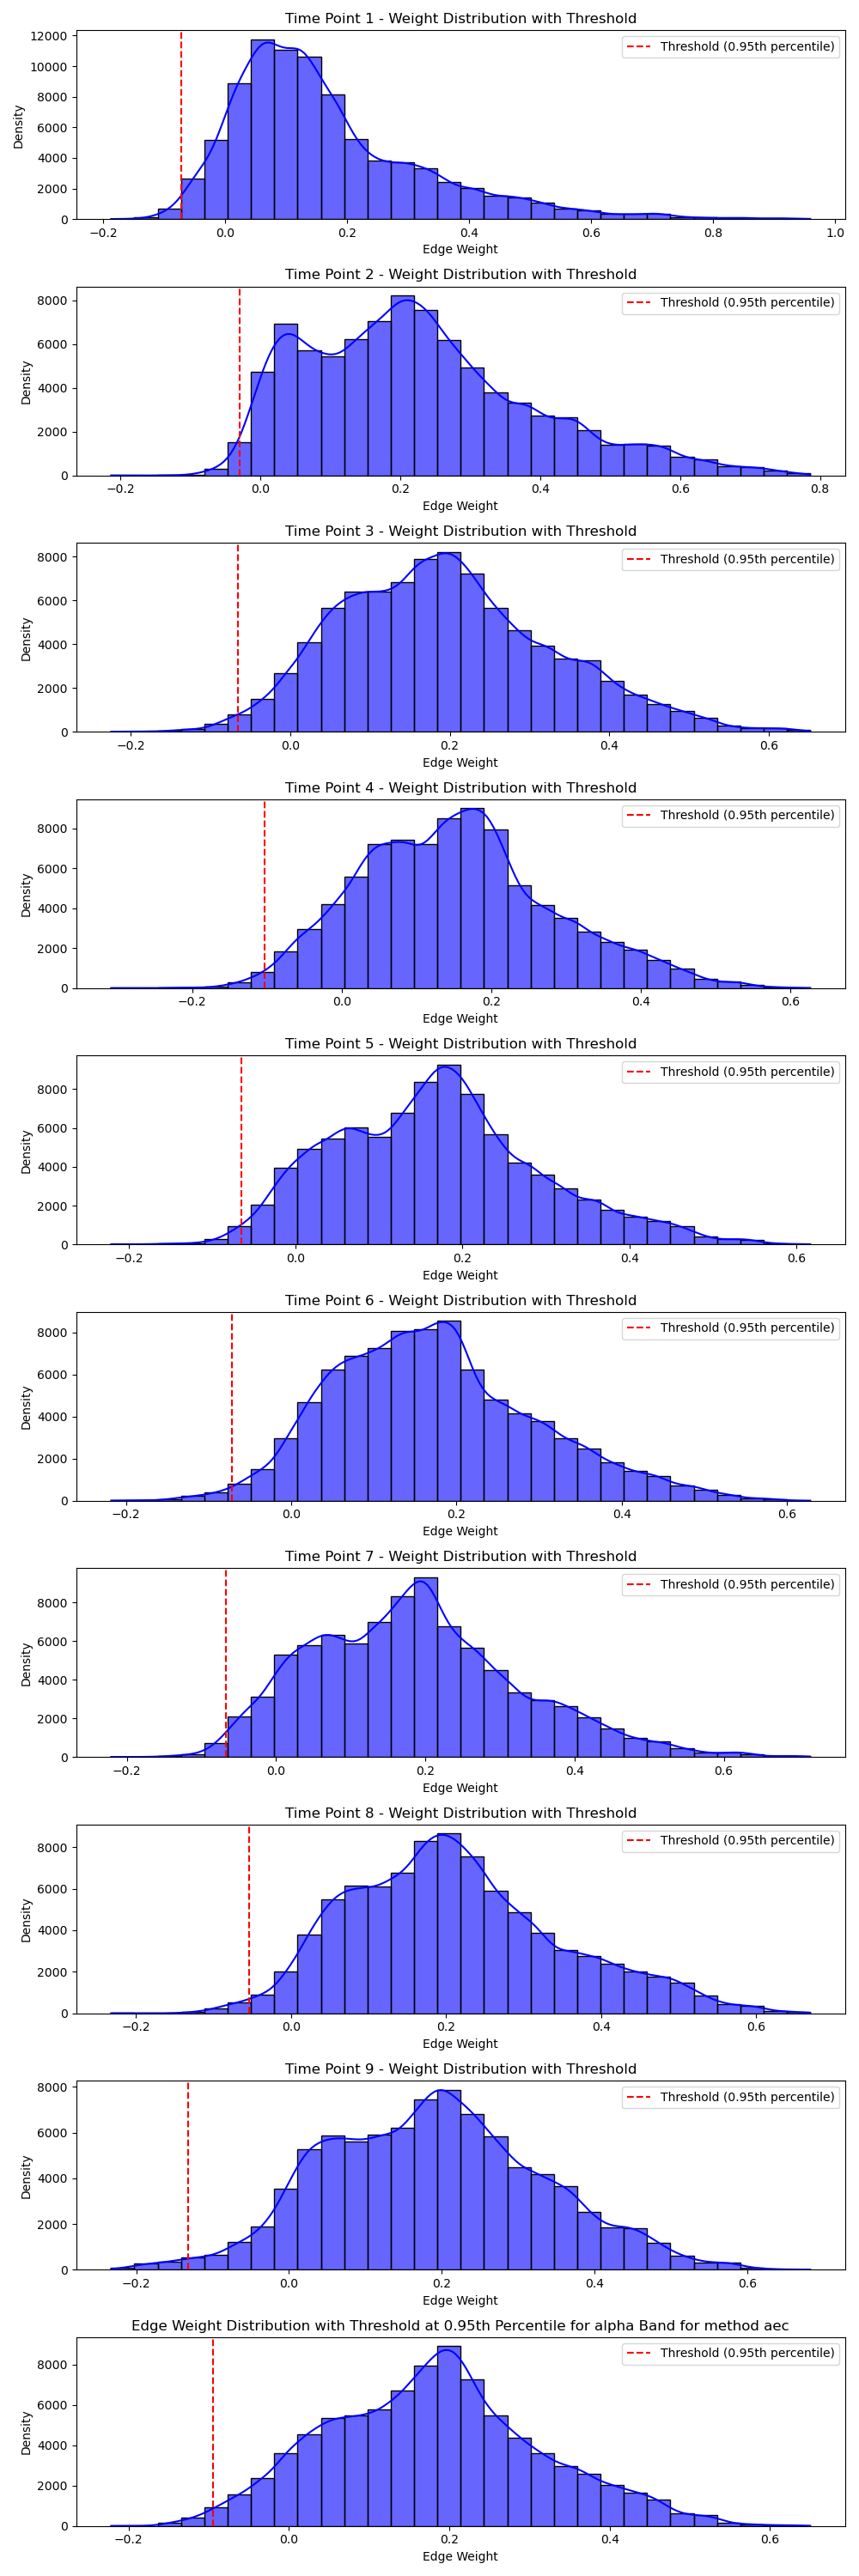 Time Point 1 - Weight Distribution with Threshold
Threshold (0.95th percentile)
Density
12000
10000
8000
6000
4000
2000
0
−0.2 0.0 0.2 0.4 0.6 0.8 1.0
Edge Weight
Time Point 2 - Weight Distribution with Threshold
Threshold (0.95th percentile)
Density
8000
6000
4000
2000
0
−0.2 0.0 0.2 0.4 0.6 0.8
Edge Weight
Time Point 3 - Weight Distribution with Threshold
Threshold (0.95th percentile)
Density
8000
6000
4000
2000
0
−0.2 0.0 0.2 0.4 0.6
Edge Weight
Time Point 4 - Weight Distribution with Threshold
Threshold (0.95th percentile)
Density
8000
6000
4000
2000
0
−0.2 0.0 0.2 0.4 0.6
Edge Weight
Time Point 5 - Weight Distribution with Threshold
Threshold (0.95th percentile)
Density
8000
6000
4000
2000
0
−0.2 0.0 0.2 0.4 0.6
Edge Weight
Time Point 6 - Weight Distribution with Threshold
Threshold (0.95th percentile)
Density
8000
6000
4000
2000
0
−0.2 0.0 0.2 0.4 0.6
Edge Weight
Time Point 7 - Weight Distribution with Threshold
Threshold (0.95th percentile)
Density
8000
6000
4000
2000
0
−0.2 0.0 0.2 0.4 0.6
Edge Weight
Time Point 8 - Weight Distribution with Threshold
Threshold (0.95th percentile)
Density
8000
6000
4000
2000
0
−0.2 0.0 0.2 0.4 0.6
Edge Weight
Time Point 9 - Weight Distribution with Threshold
Threshold (0.95th percentile)
Density
8000
6000
4000
2000
0
−0.2 0.0 0.2 0.4 0.6
Edge Weight
Edge Weight Distribution with Threshold at 0.95th Percentile for alpha Band for method aec
Threshold (0.95th percentile)
Density
8000
6000
4000
2000
0
−0.2 0.0 0.2 0.4 0.6
Edge Weight